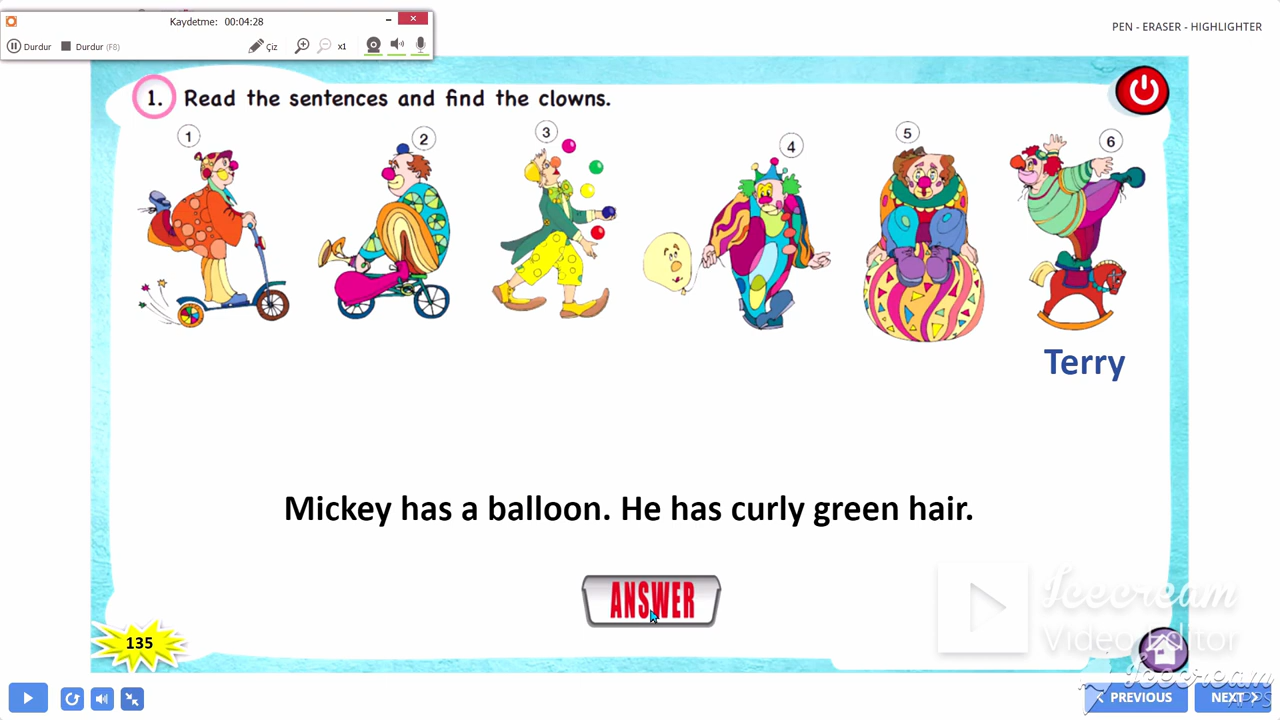 Kaydetme: 00:04:28
Durdur
Durdur (F8)
Çiz
x1
PEN - ERASER - HIGHLIGHTER
1. Read the sentences and find the clowns.
1
2
3
4
5
6
Terry
Mickey has a balloon. He has curly green hair.
ANSWER
135
Icecream
Video Editor
Icecream
APPS
PREVIOUS
NEXT